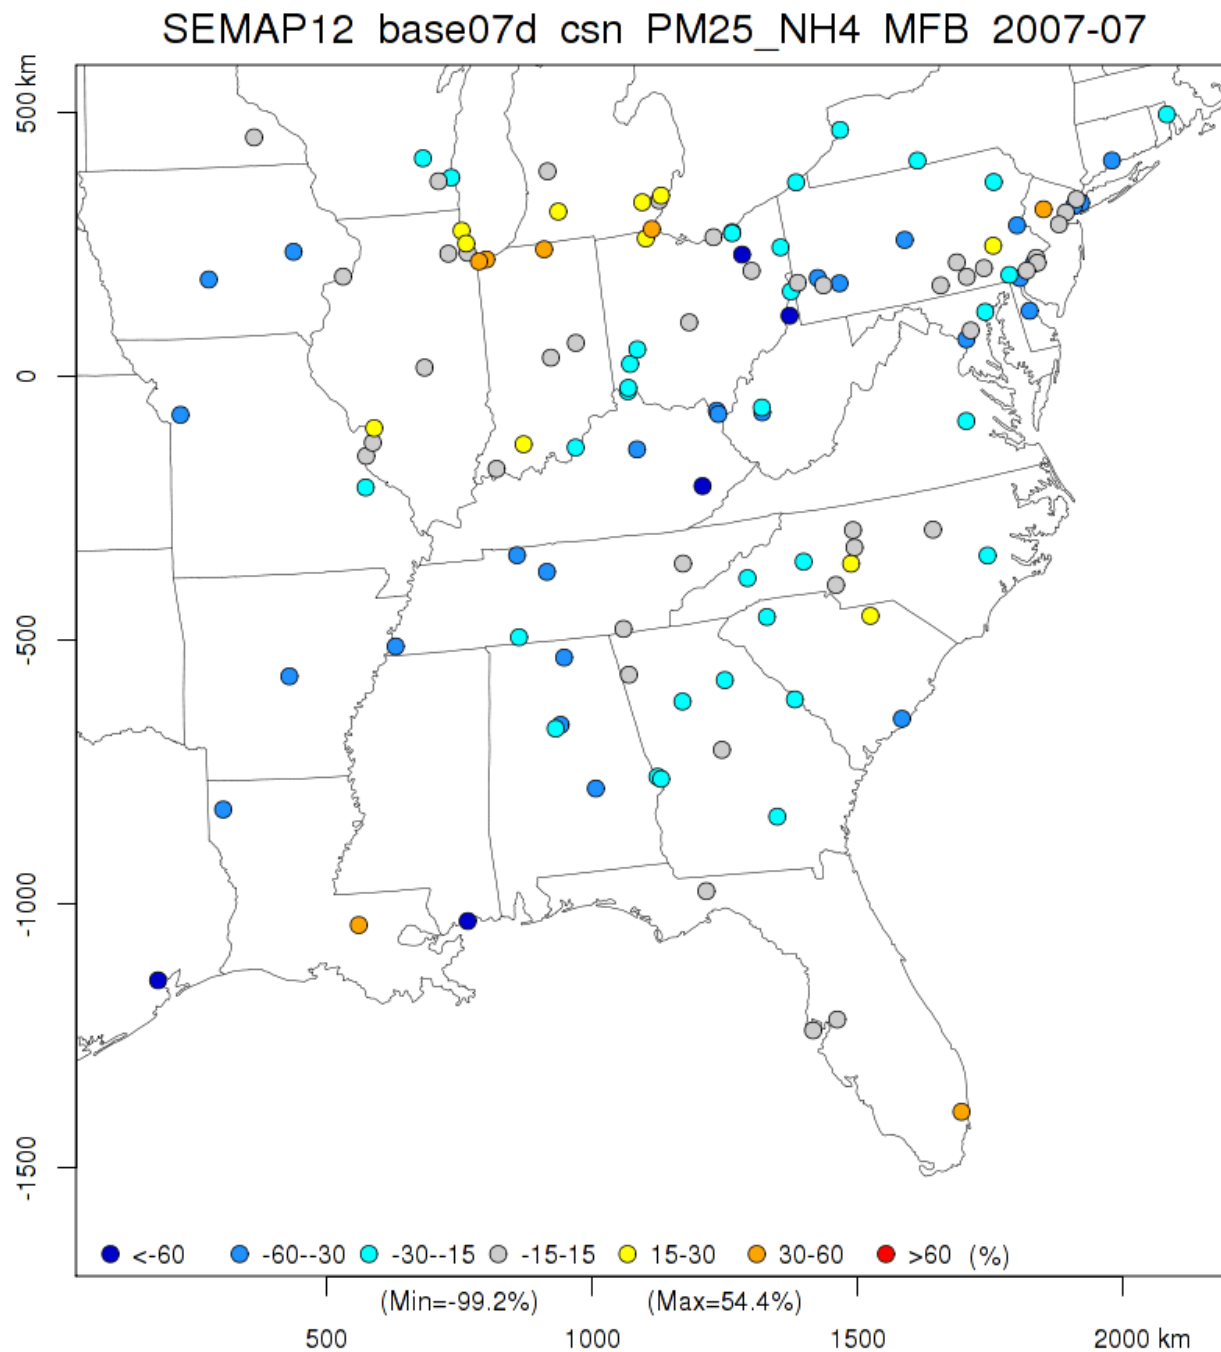 SEMAP12 base07d csn PM25_NH4 MFB 2007-07
500 km
0
-500
-1000
-1500
<-60 -60--30 -30--15 -15-15 15-30 30-60 >60 (%)
(Min=-99.2%) (Max=54.4%)
500 1000 1500 2000 km